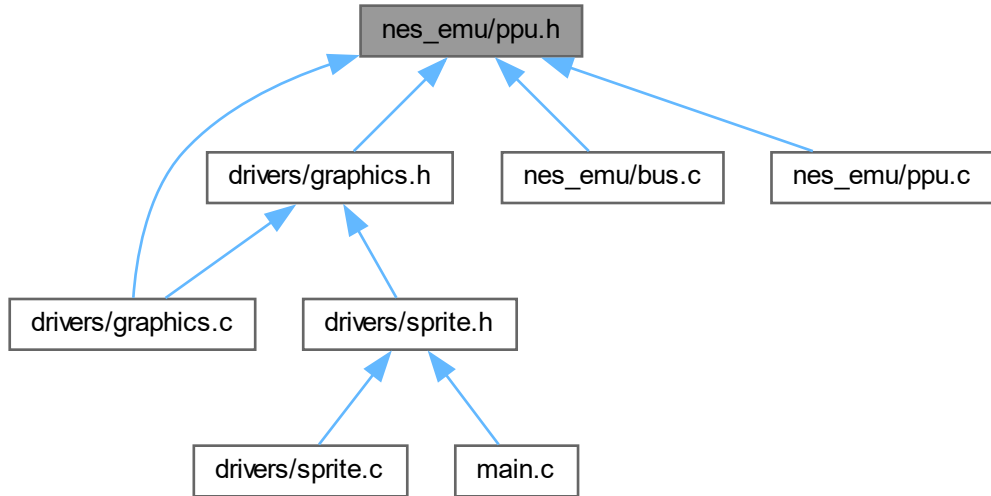 nes_emu/ppu.h
drivers/graphics.h
nes_emu/bus.c
nes_emu/ppu.c
drivers/graphics.c
drivers/sprite.h
drivers/sprite.c
main.c